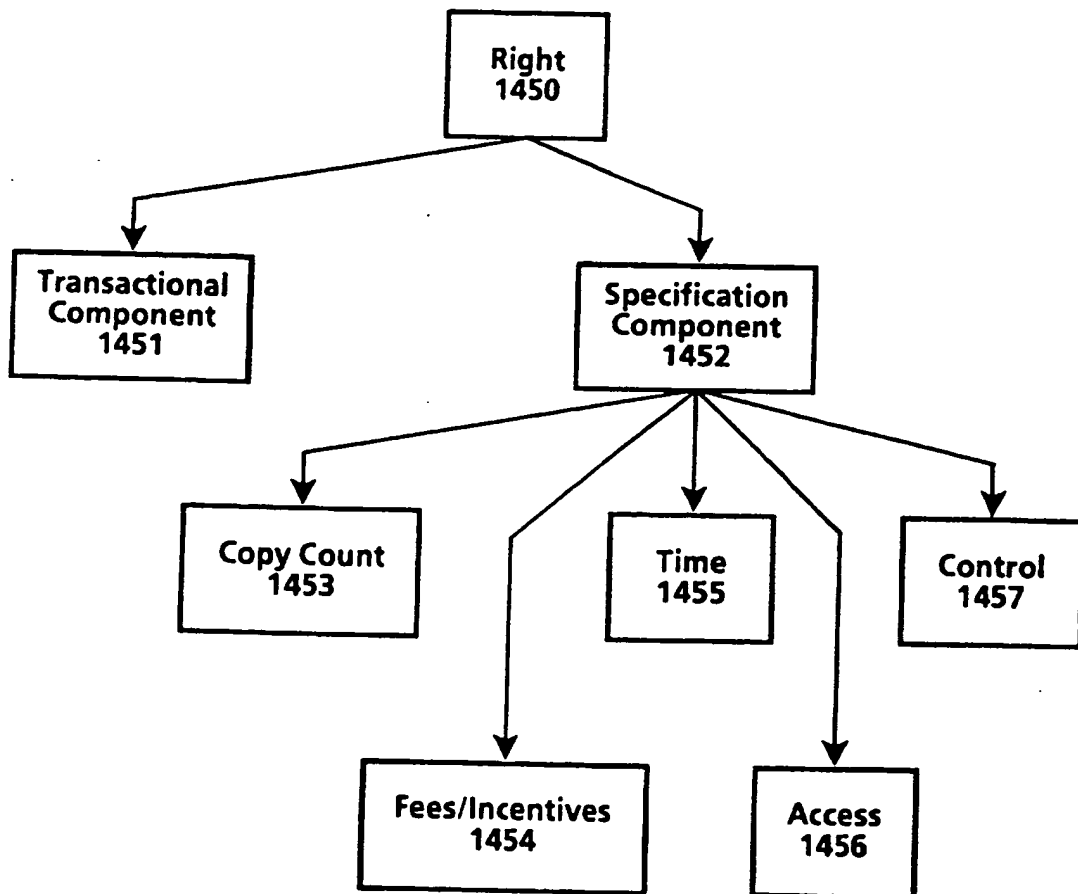 Right
1450
Transactional
Component
1451
Specification
Component
1452
Copy Count
1453
Time
1455
Control
1457
Fees/Incentives
1454
Access
1456